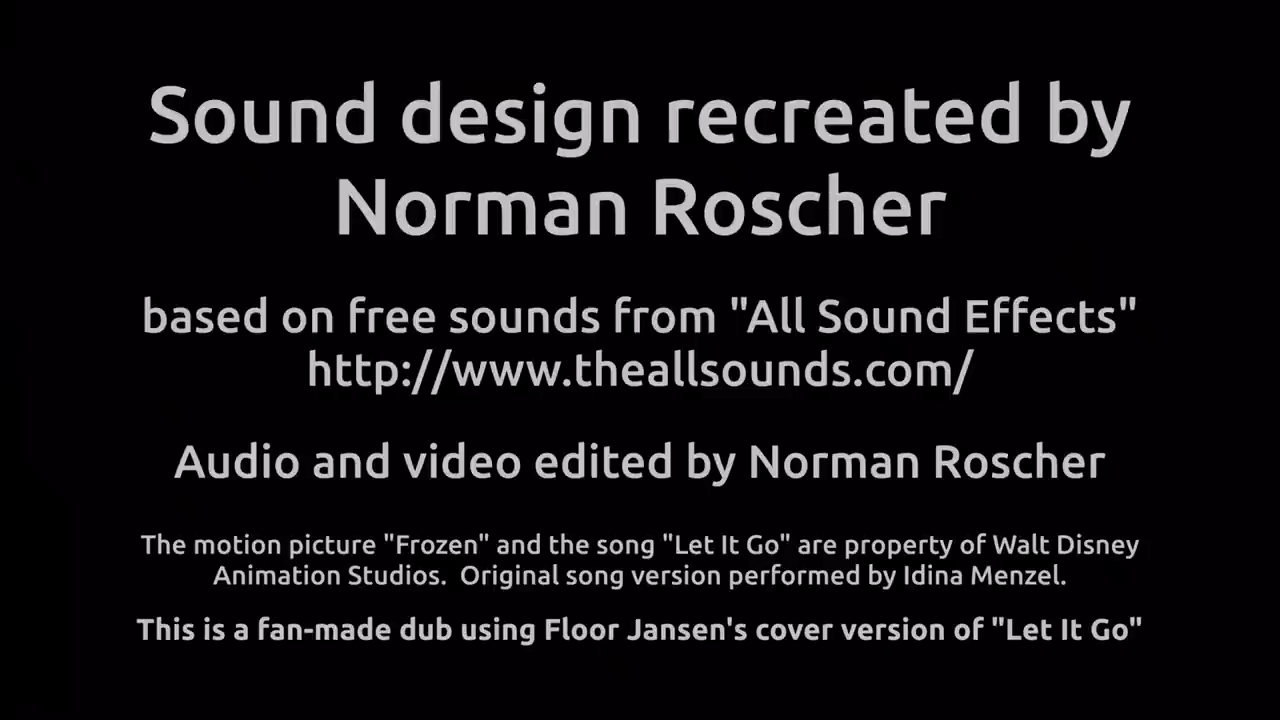 Sound design recreated by
Norman Roscher
based on free sounds from "All Sound Effects"
http://www.theallsounds.com/
Audio and video edited by Norman Roscher
The motion picture "Frozen" and the song "Let It Go" are property of Walt Disney
Animation Studios.  Original song version performed by Idina Menzel.
This is a fan-made dub using Floor Jansen's cover version of "Let It Go"